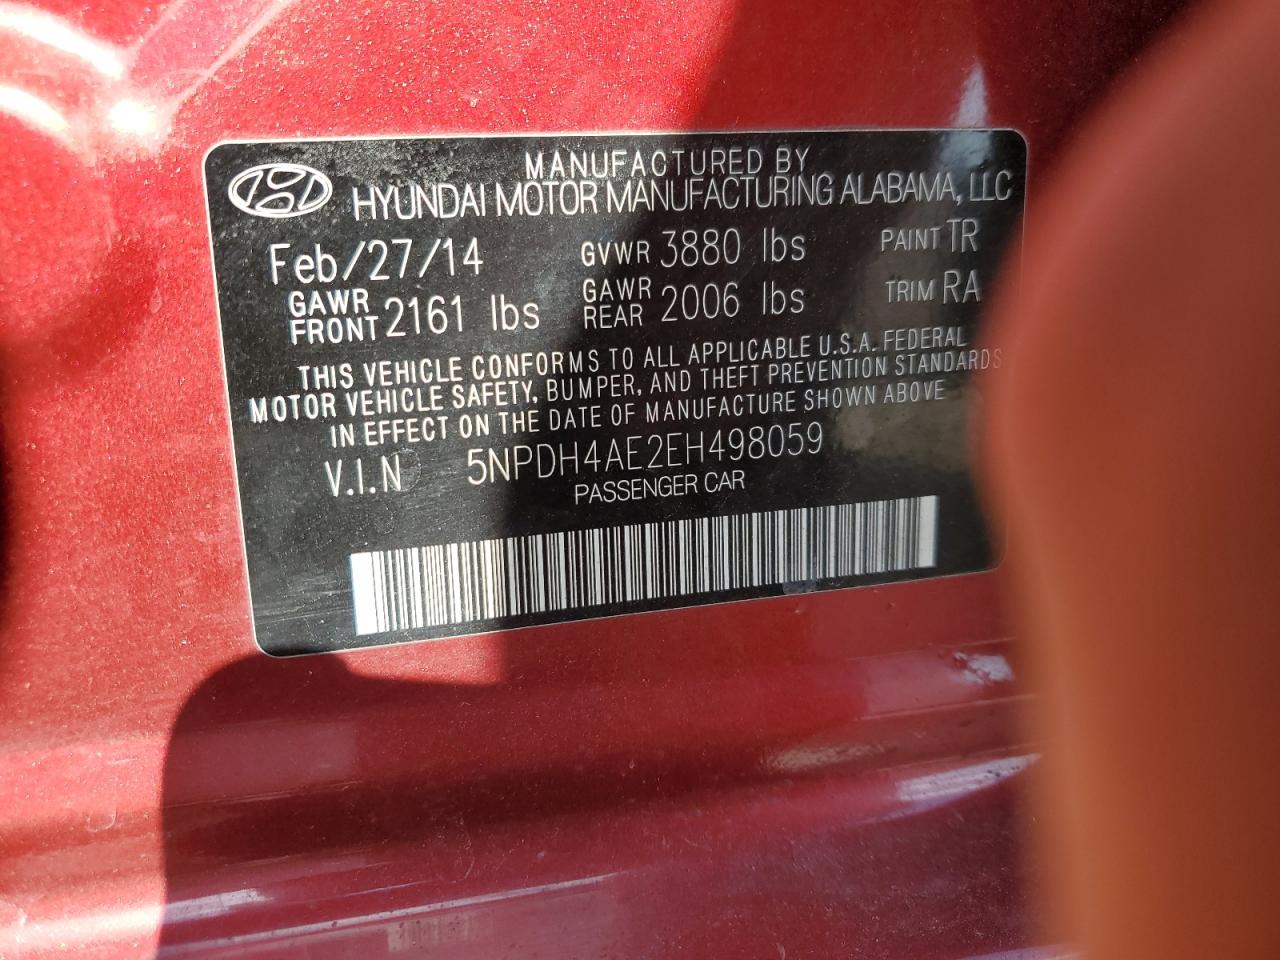 MANUFACTURED BY
HYUNDAI MOTOR MANUFACTURING ALABAMA, LLC
Feb/27/14 GVWR 3880 lbs PAINT TR
GAWR FRONT 2161 lbs GAWR REAR 2006 lbs TRIM RA
THIS VEHICLE CONFORMS TO ALL APPLICABLE U.S.A. FEDERAL
MOTOR VEHICLE SAFETY, BUMPER, AND THEFT PREVENTION STANDARDS
IN EFFECT ON THE DATE OF MANUFACTURE SHOWN ABOVE
V.I.N 5NPDH4AE2EH498059
PASSENGER CAR